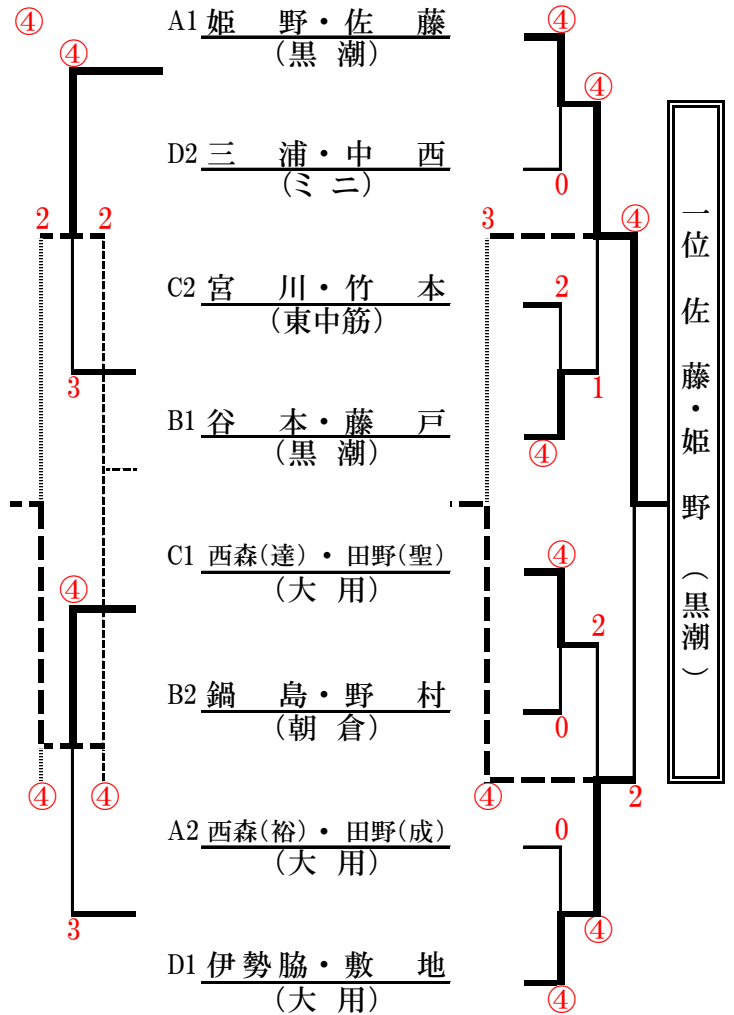 ④
④
A1 姫 野・佐 藤
(黒 潮)
④
④
D2 三 浦・中 西
(ミ ニ)
0
2
2
3
④
C2 宮 川・竹 本
(東中筋)
2
3
1
B1 谷 本・藤 戸
(黒 潮)
④
C1 西森(達)・田野(聖)
(大 用)
④
④
2
B2 鍋 島・野 村
(朝 倉)
0
④
④
④
2
A2 西森(裕)・田野(成)
(大 用)
0
3
④
D1 伊勢脇・敷 地
(大 用)
④
一位 佐 藤・姫 野 (黒潮)